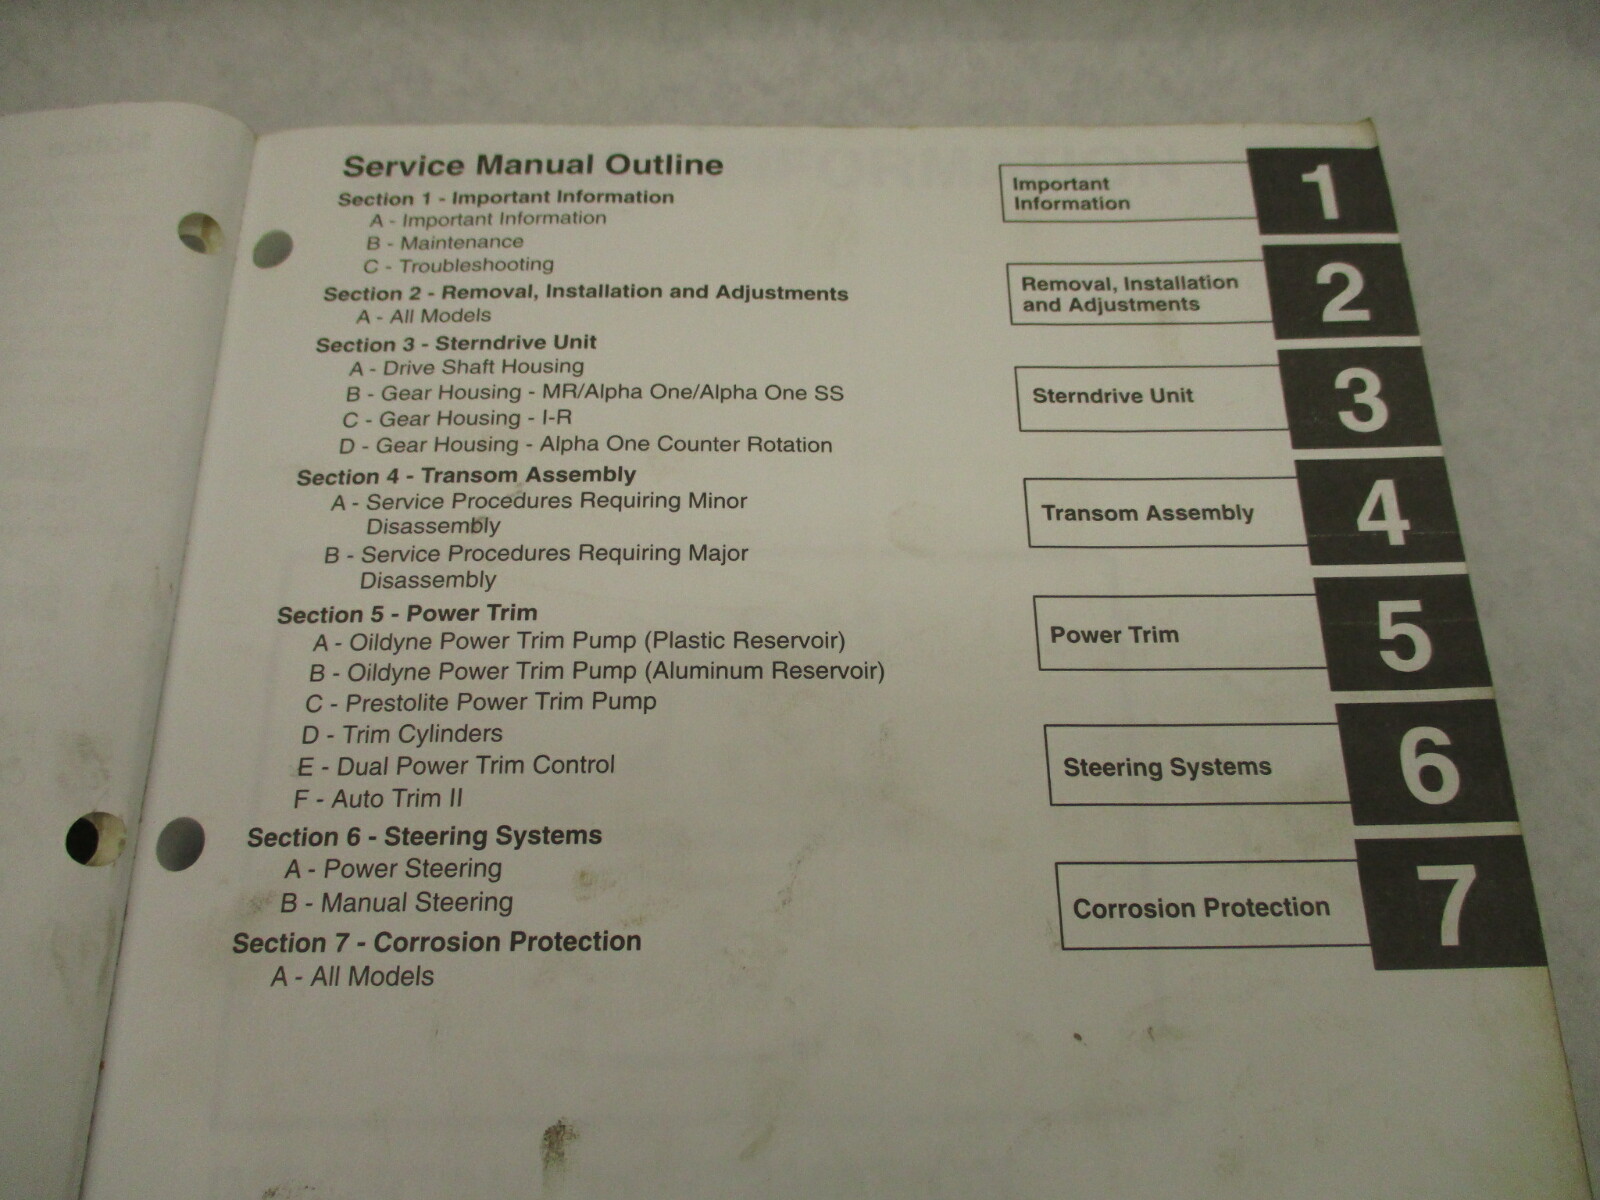 Service Manual Outline
Section 1 - Important Information
A - Important Information
B - Maintenance
C - Troubleshooting
Section 2 - Removal, Installation and Adjustments
A - All Models
Section 3 - Sterndrive Unit
A - Drive Shaft Housing
B - Gear Housing - MR/Alpha One/Alpha One SS
C - Gear Housing - I-R
D - Gear Housing - Alpha One Counter Rotation
Section 4 - Transom Assembly
A - Service Procedures Requiring Minor
Disassembly
B - Service Procedures Requiring Major
Disassembly
Section 5 - Power Trim
A - Oildyne Power Trim Pump (Plastic Reservoir)
B - Oildyne Power Trim Pump (Aluminum Reservoir)
C - Prestolite Power Trim Pump
D - Trim Cylinders
E - Dual Power Trim Control
F - Auto Trim II
Section 6 - Steering Systems
A - Power Steering
B - Manual Steering
Section 7 - Corrosion Protection
A - All Models
Important
Information
1
Removal, Installation
and Adjustments
2
Sterndrive Unit
3
Transom Assembly
4
Power Trim
5
Steering Systems
6
Corrosion Protection
7